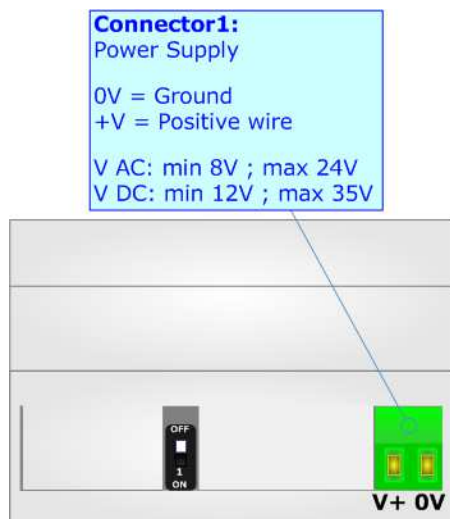 Connector1:
Power Supply
0V = Ground
+V = Positive wire
V AC: min 8V ; max 24V
V DC: min 12V ; max 35V
OFF
1
ON
V+ 0V